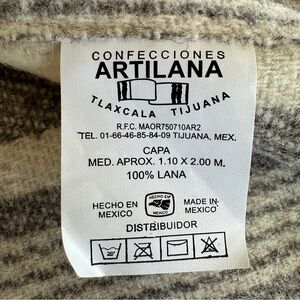 CONFECCIONES
ARTILANA
TLAXCALA TIJUANA
R.F.C. MAOR750710AR2
TEL. 01-66-46-85-84-09 TIJUANA, MEX.
CAPA
MED. APROX. 1.10 X 2.00 M.
100% LANA
HECHO EN MEXICO
HECHO EN
MEXICO
MADE IN
MEXICO
DISTRIBUIDOR